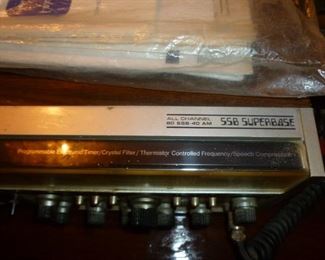 ALL CHANNEL
80 SSB-40 AM
SSB SUPERBASE
Programmable Timer/Crystal Filter/Thermistor Controlled Frequency/Speech Compression